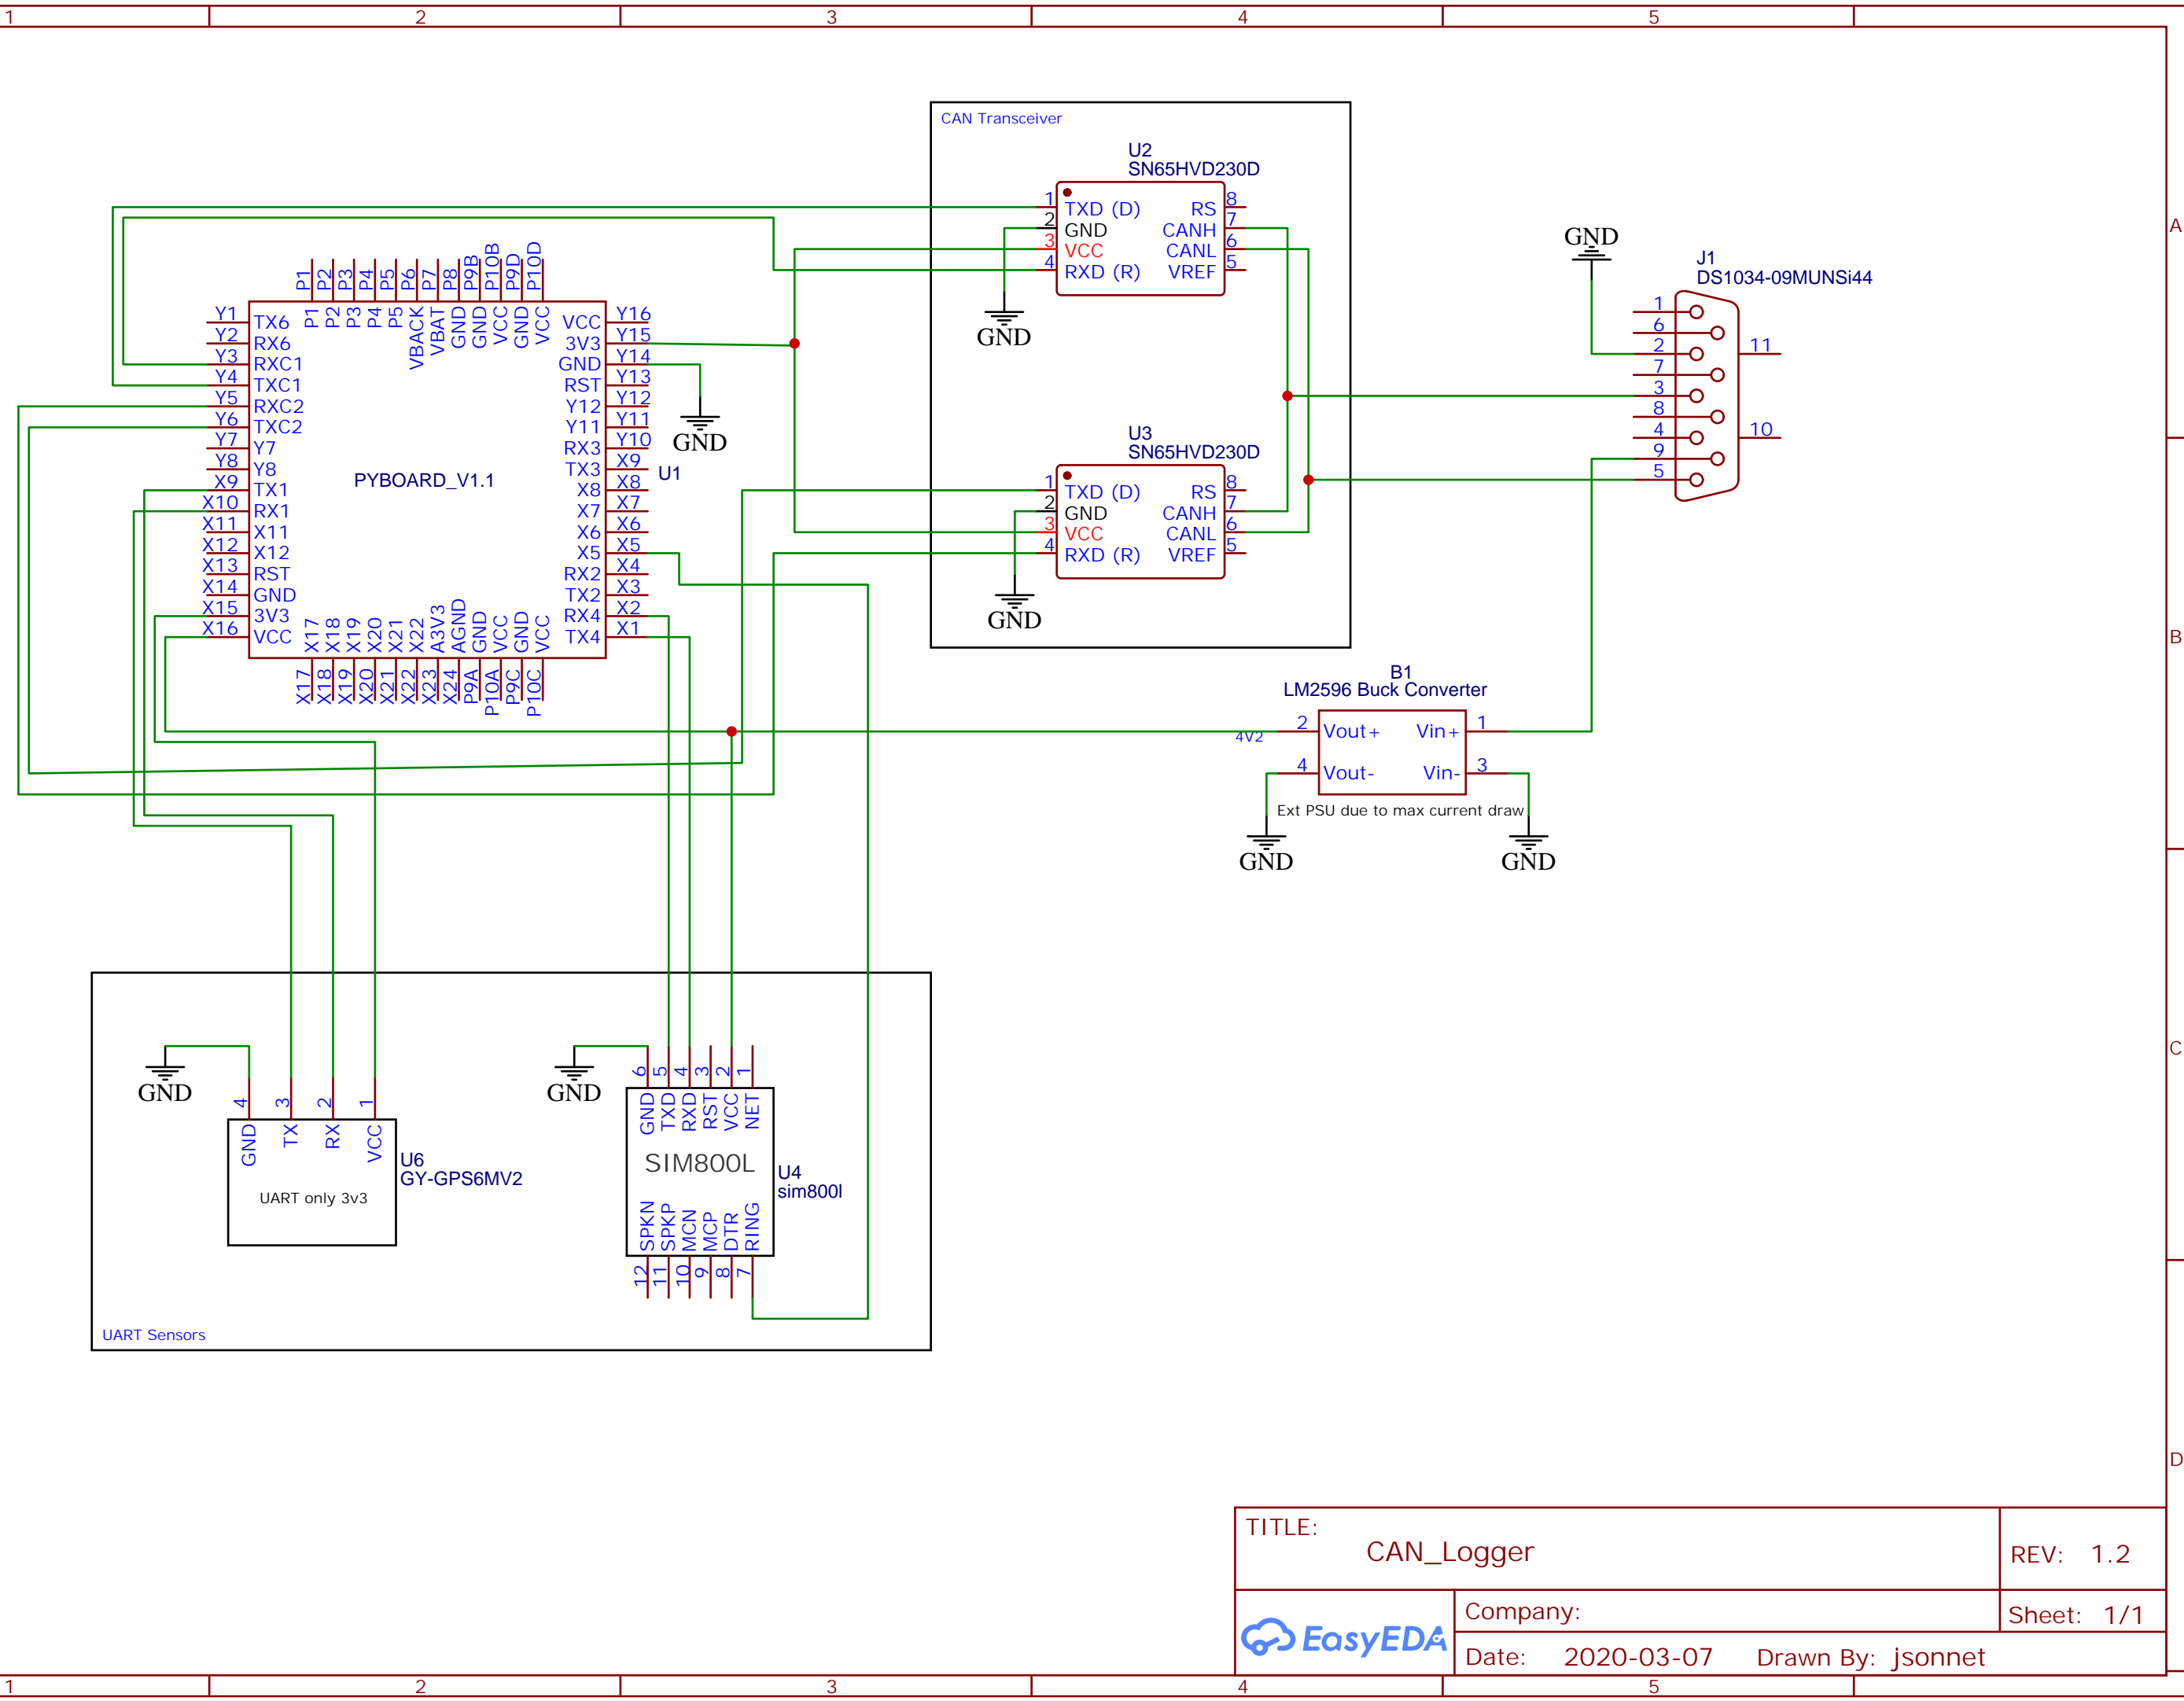 1 2 3 4 5
A
B
C
D
CAN Transceiver
U2
SN65HVD230D
1 TXD (D) RS 8
2 GND CANH 7
3 VCC CANL 6
4 RXD (R) VREF 5
GND
U3
SN65HVD230D
1 TXD (D) RS 8
2 GND CANH 7
3 VCC CANL 6
4 RXD (R) VREF 5
GND
GND
J1
DS1034-09MUNSi44
1
6
2 11
7
3
8
4 10
9
5
P1 P2 P3 P4 P5 P6 P7 P8 P9B P10B P9D P10D
P1 P2 P3 P4 P5 VBACK VBAT GND GND VCC GND VCC
Y1 TX6 VCC Y16
Y2 RX6 3V3 Y15
Y3 RXC1 GND Y14
Y4 TXC1 RST Y13
Y5 RXC2 Y12 Y12
Y6 TXC2 Y11 Y11
Y7 Y7 RX3 Y10
Y8 Y8 TX3 X9
X9 TX1 X8 X8
X10 RX1 X7 X7
X11 X11 X6 X6
X12 X12 X5 X5
X13 RST RX2 X4
X14 GND TX2 X3
X15 3V3 RX4 X2
X16 VCC TX4 X1
PYBOARD_V1.1
U1
GND
X17 X18 X19 X20 X21 X22 A3V3 AGND GND VCC GND VCC
X17 X18 X19 X20 X21 X22 X23 X24 P9A P10A P9C P10C
B1
LM2596 Buck Converter
4V2
2 Vout+ Vin+ 1
4 Vout- Vin- 3
Ext PSU due to max current draw
GND
GND
GND
4 3 2 1
GND TX RX VCC
UART only 3v3
U6
GY-GPS6MV2
GND
6 5 4 3 2 1
GND TXD RXD RST VCC NET
SIM800L
U4
sim800l
SPKN SPKP MCN MCP DTR RING
12 11 10 9 8 7
UART Sensors
TITLE:
CAN_Logger
REV: 1.2
EasyEDA
Company:
Sheet: 1/1
Date: 2020-03-07 Drawn By: jsonnet
1 2 3 4 5